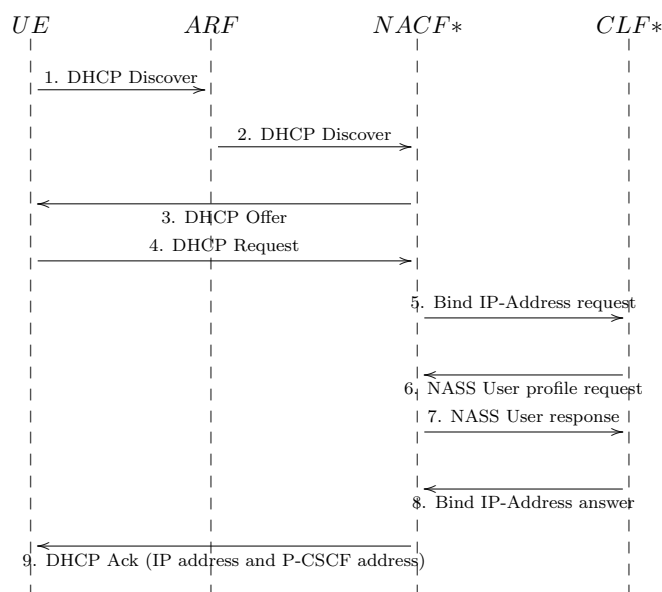 UE ARF NACF* CLF*
1. DHCP Discover
2. DHCP Discover
3. DHCP Offer
4. DHCP Request
5. Bind IP-Address request
6. NASS User profile request
7. NASS User response
8. Bind IP-Address answer
9. DHCP Ack (IP address and P-CSCF address)